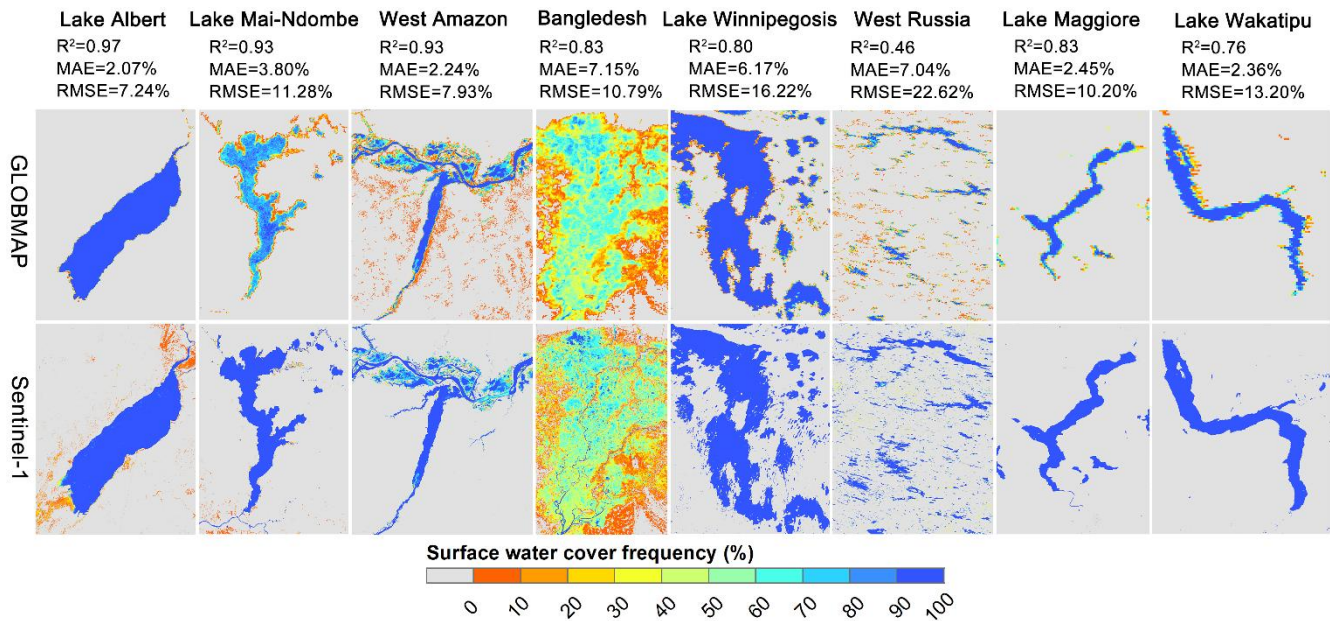 Lake Albert
R²=0.97
MAE=2.07%
RMSE=7.24%
Lake Mai-Ndombe
R²=0.93
MAE=3.80%
RMSE=11.28%
West Amazon
R²=0.93
MAE=2.24%
RMSE=7.93%
Bangledesh
R²=0.83
MAE=7.15%
RMSE=10.79%
Lake Winnipegosis
R²=0.80
MAE=6.17%
RMSE=16.22%
West Russia
R²=0.46
MAE=7.04%
RMSE=22.62%
Lake Maggiore
R²=0.83
MAE=2.45%
RMSE=10.20%
Lake Wakatipu
R²=0.76
MAE=2.36%
RMSE=13.20%
GLOBMAP
Sentinel-1
Surface water cover frequency (%)
0 10 20 30 40 50 60 70 80 90 100